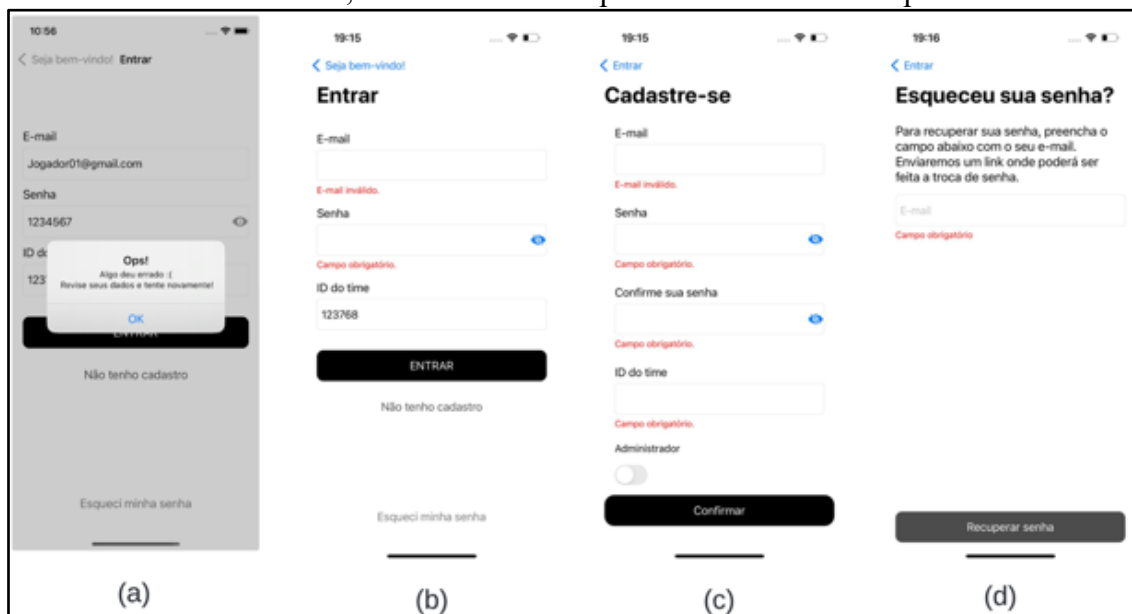 10:56
Seja bem-vindo! Entrar
E-mail
Jogador01@gmail.com
Senha
1234567
ID do
123
Ops!
Algo deu errado :(
Revise seus dados e tente novamente!
OK
ENTRAR
Não tenho cadastro
Esqueci minha senha
(a)
19:15
Seja bem-vindo!
Entrar
E-mail
E-mail inválido.
Senha
Campo obrigatório.
ID do time
123768
ENTRAR
Não tenho cadastro
Esqueci minha senha
(b)
19:15
Entrar
Cadastre-se
E-mail
E-mail inválido.
Senha
Campo obrigatório.
Confirme sua senha
Campo obrigatório.
ID do time
Campo obrigatório.
Administrador
Confirmar
(c)
19:16
Entrar
Esqueceu sua senha?
Para recuperar sua senha, preencha o
campo abaixo com o seu e-mail.
Enviaremos um link onde poderá ser
feita a troca de senha.
E-mail
Campo obrigatório
Recuperar senha
(d)